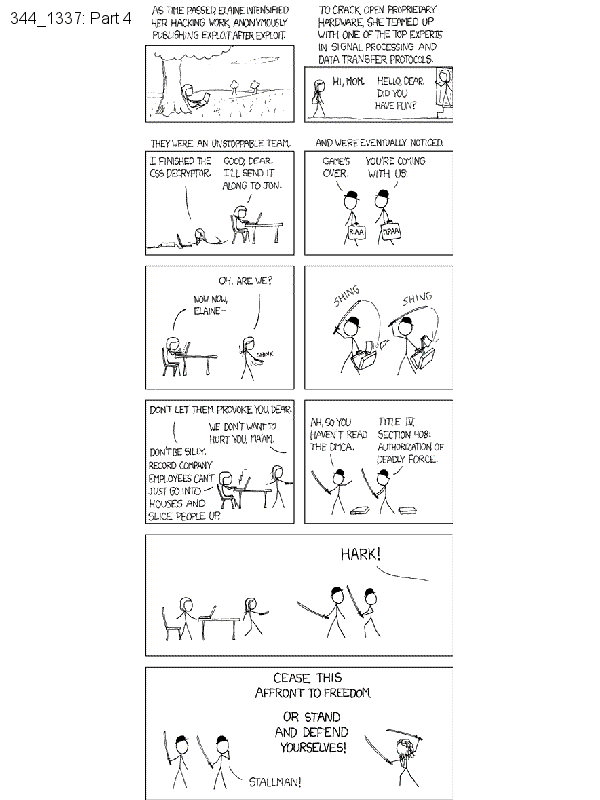 344_1337: Part 4
AS TIME PASSED ELAINE INTENSIFIED
HER HACKING WORK, ANONYMOUSLY
PUBLISHING EXPLOIT AFTER EXPLOIT.
TO CRACK OPEN PROPRIEDARY
HARDWARE, SHE TEAMED UP
WITH ONE OF THE TOP EXPERTS
IN SIGNAL PROCESSING AND
DATA TRANSFER PROTOCOLS.
HI, MOM.
HELLO, DEAR.
DID YOU
HAVE FUN?
THEY WERE AN UNSTOPPABLE TEAM.
I FINISHED THE
CSS DECRYPTOR.
GOOD, DEAR.
I'LL SEND IT
ALONG TO JON.
AND WERE EVENTUALLY NOTICED.
GAME'S
OVER.
YOU'RE COMING
WITH US.
RIAA
MPAA
NOW NOW,
ELAINE--
OH, ARE WE?
SHING
SHING
DON'T LET THEM PROVOKE YOU, DEAR.
WE DON'T WANT TO
HURT YOU, MA'AM.
DON'T BE SILLY.
RECORD COMPANY
EMPLOYEES CAN'T
JUST GO INTO
HOUSES AND
SLICE PEOPLE UP.
AH, SO YOU
HAVEN'T READ
THE DMCA.
TITLE IV,
SECTION 408:
AUTHORIZATION OF
DEADLY FORCE.
HARK!
CEASE THIS
AFFRONT TO FREEDOM
OR STAND
AND DEFEND
YOURSELVES!
STALLMAN!